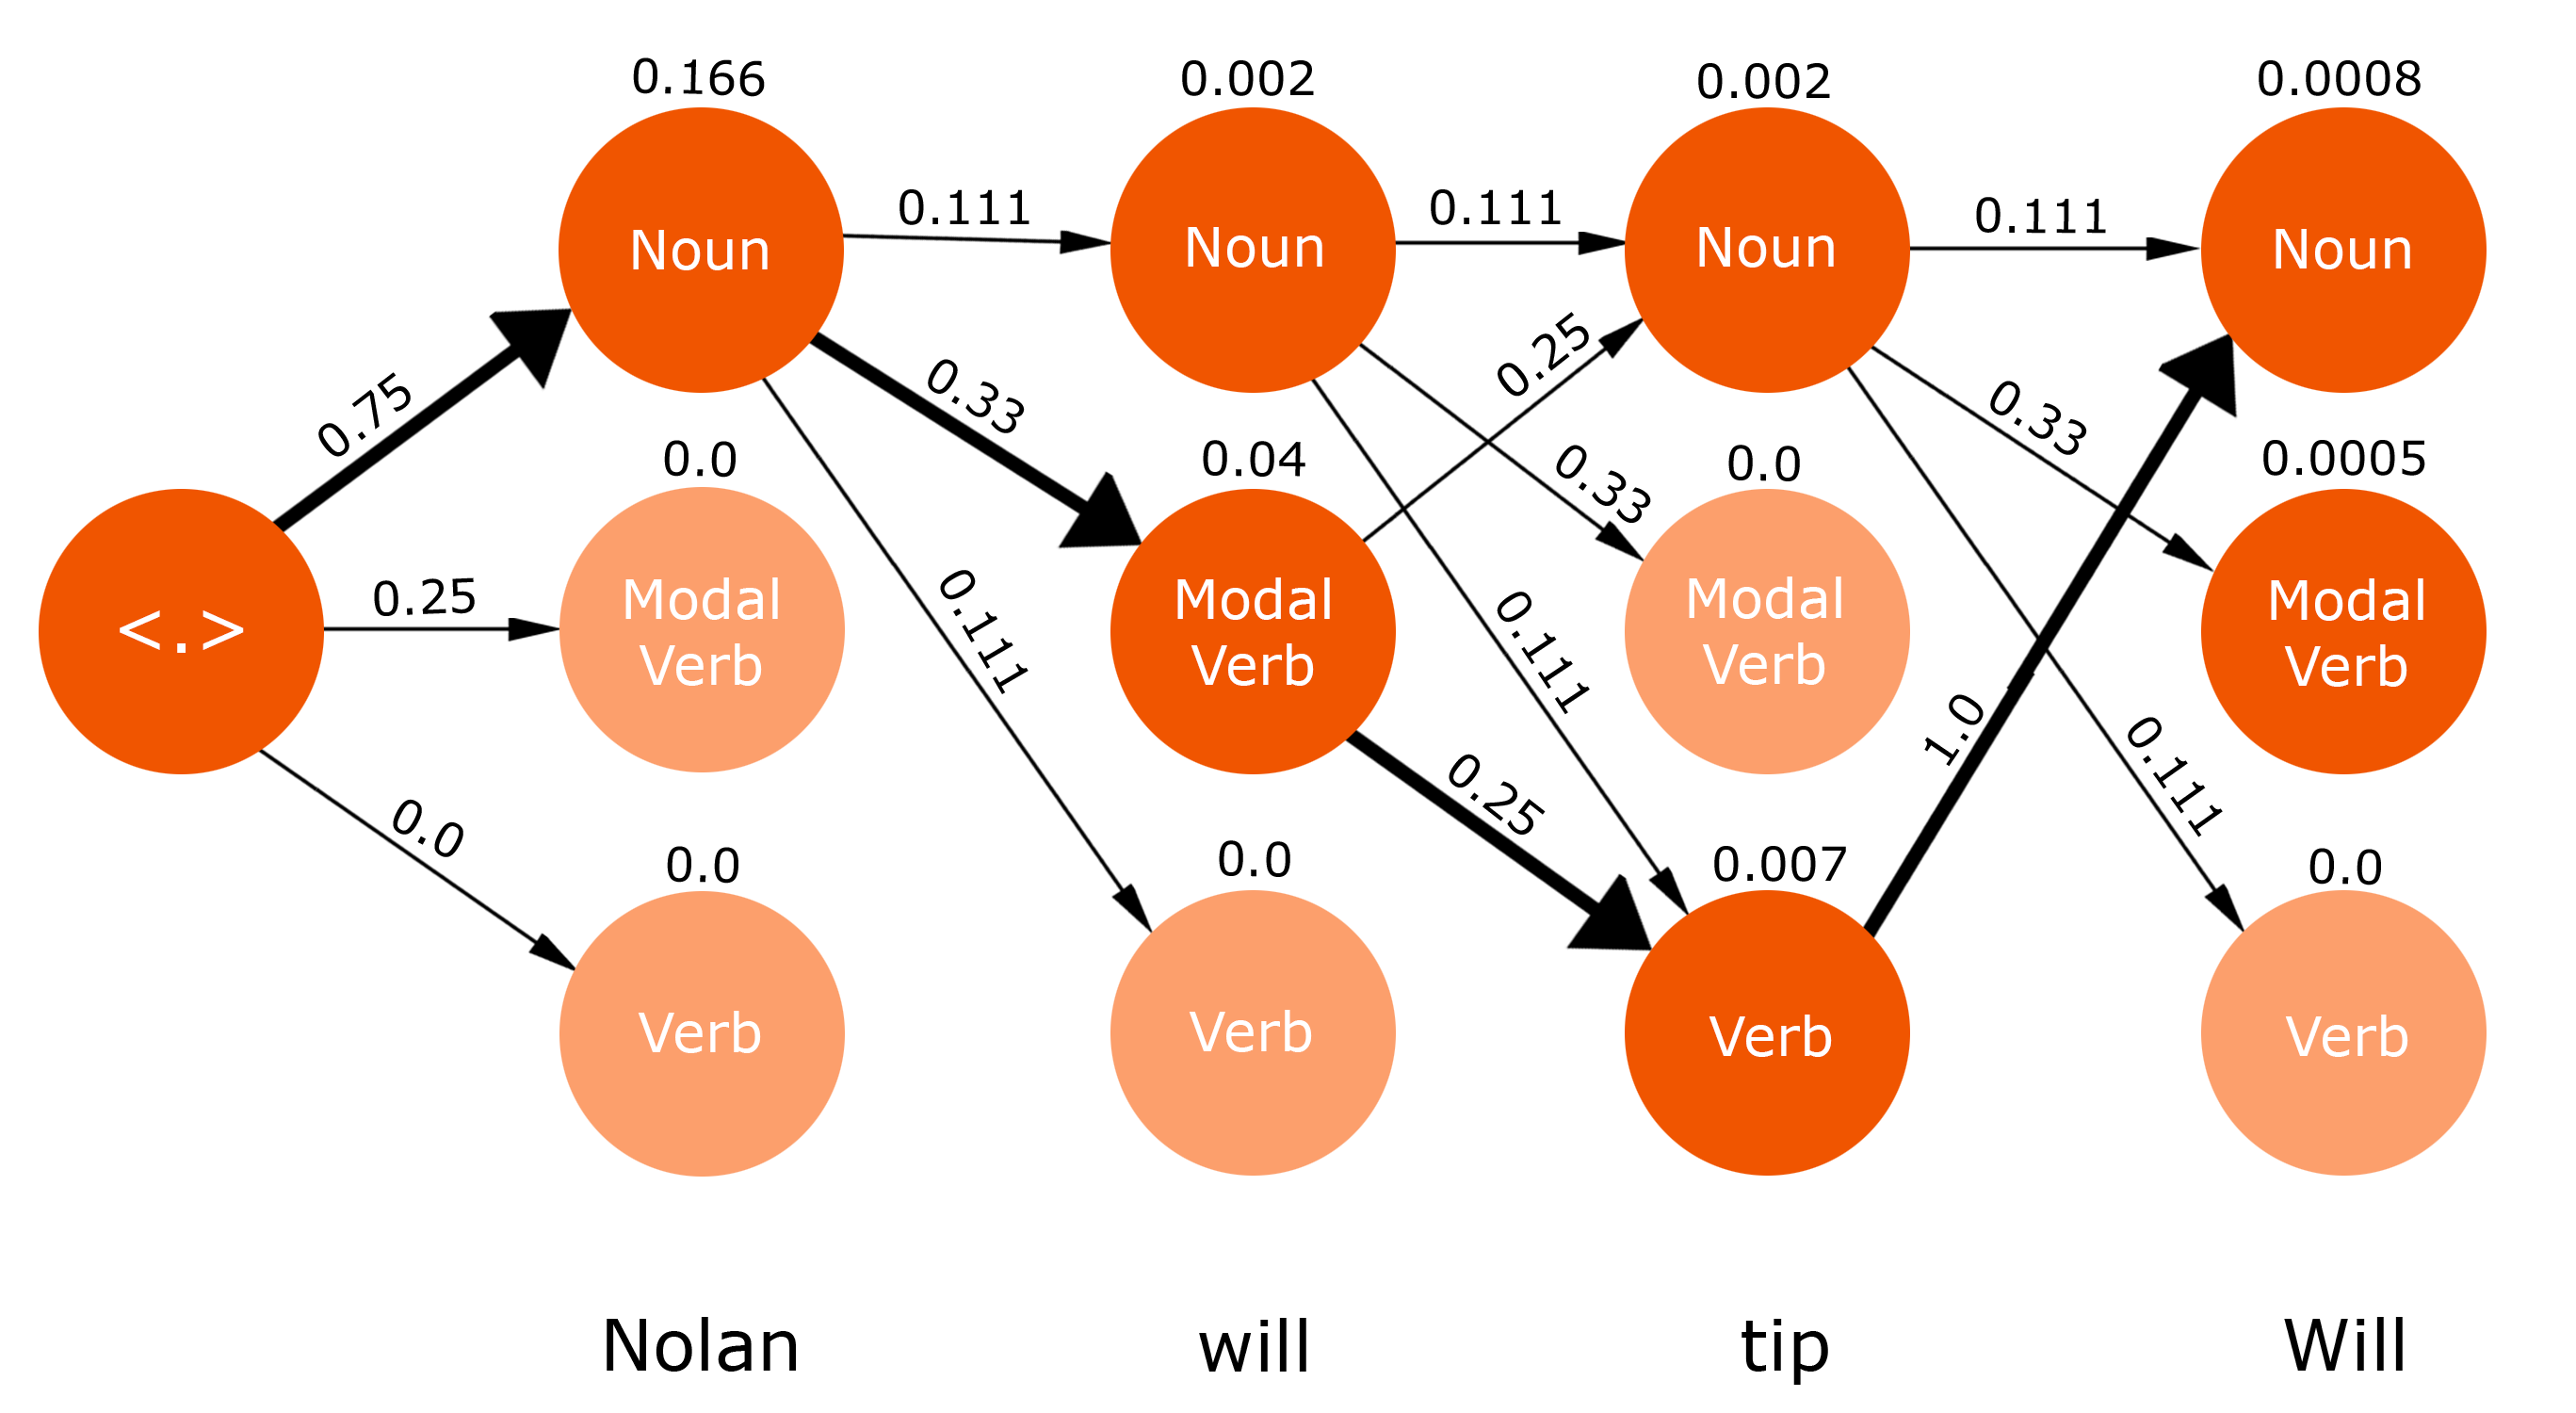 0.166 0.002 0.002 0.0008
0.111 0.111 0.111
Noun Noun Noun Noun
0.75 0.33 0.25 0.33
0.0 0.04 0.0 0.0005
0.33
<.> 0.25 Modal Modal Modal Modal
Verb Verb Verb Verb
0.111 0.111 1.0 0.111
0.0 0.25
0.0 0.0 0.007 0.0
Verb Verb Verb Verb
Nolan will tip Will